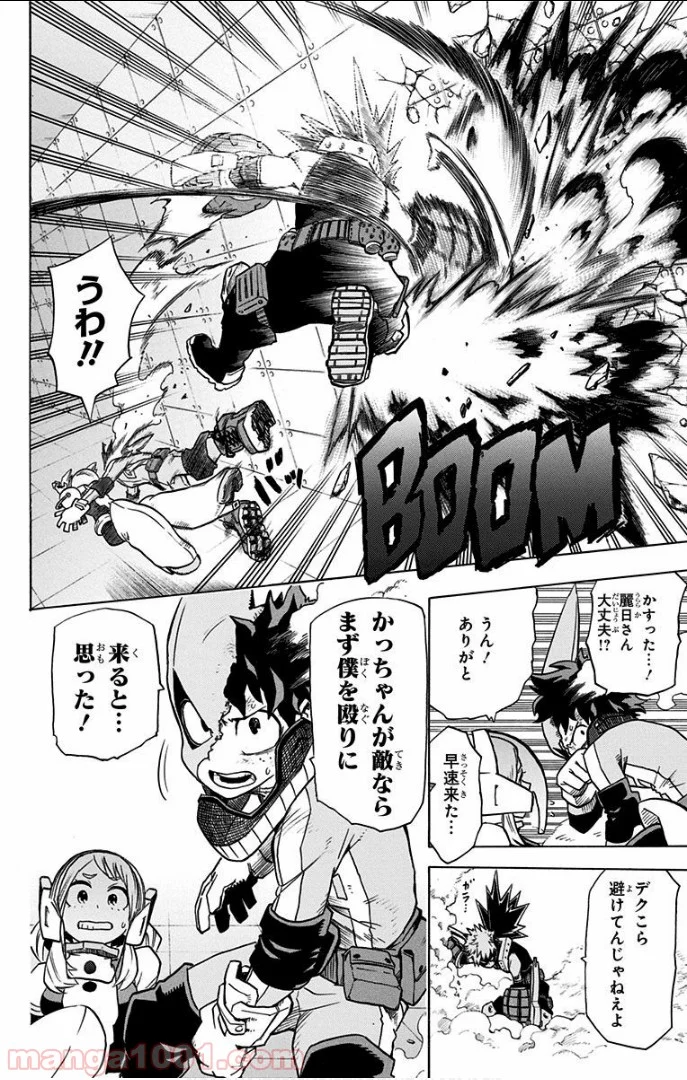 うわ!!
BOOM
かすった…!
麗日さん
大丈夫!?
うん!
ありがと
早速来た…
かっちゃんが敵なら
まず僕を殴りに
来ると…
思った!
デクこら
避けてんじゃねえよ
ガラ…
manga1001.com